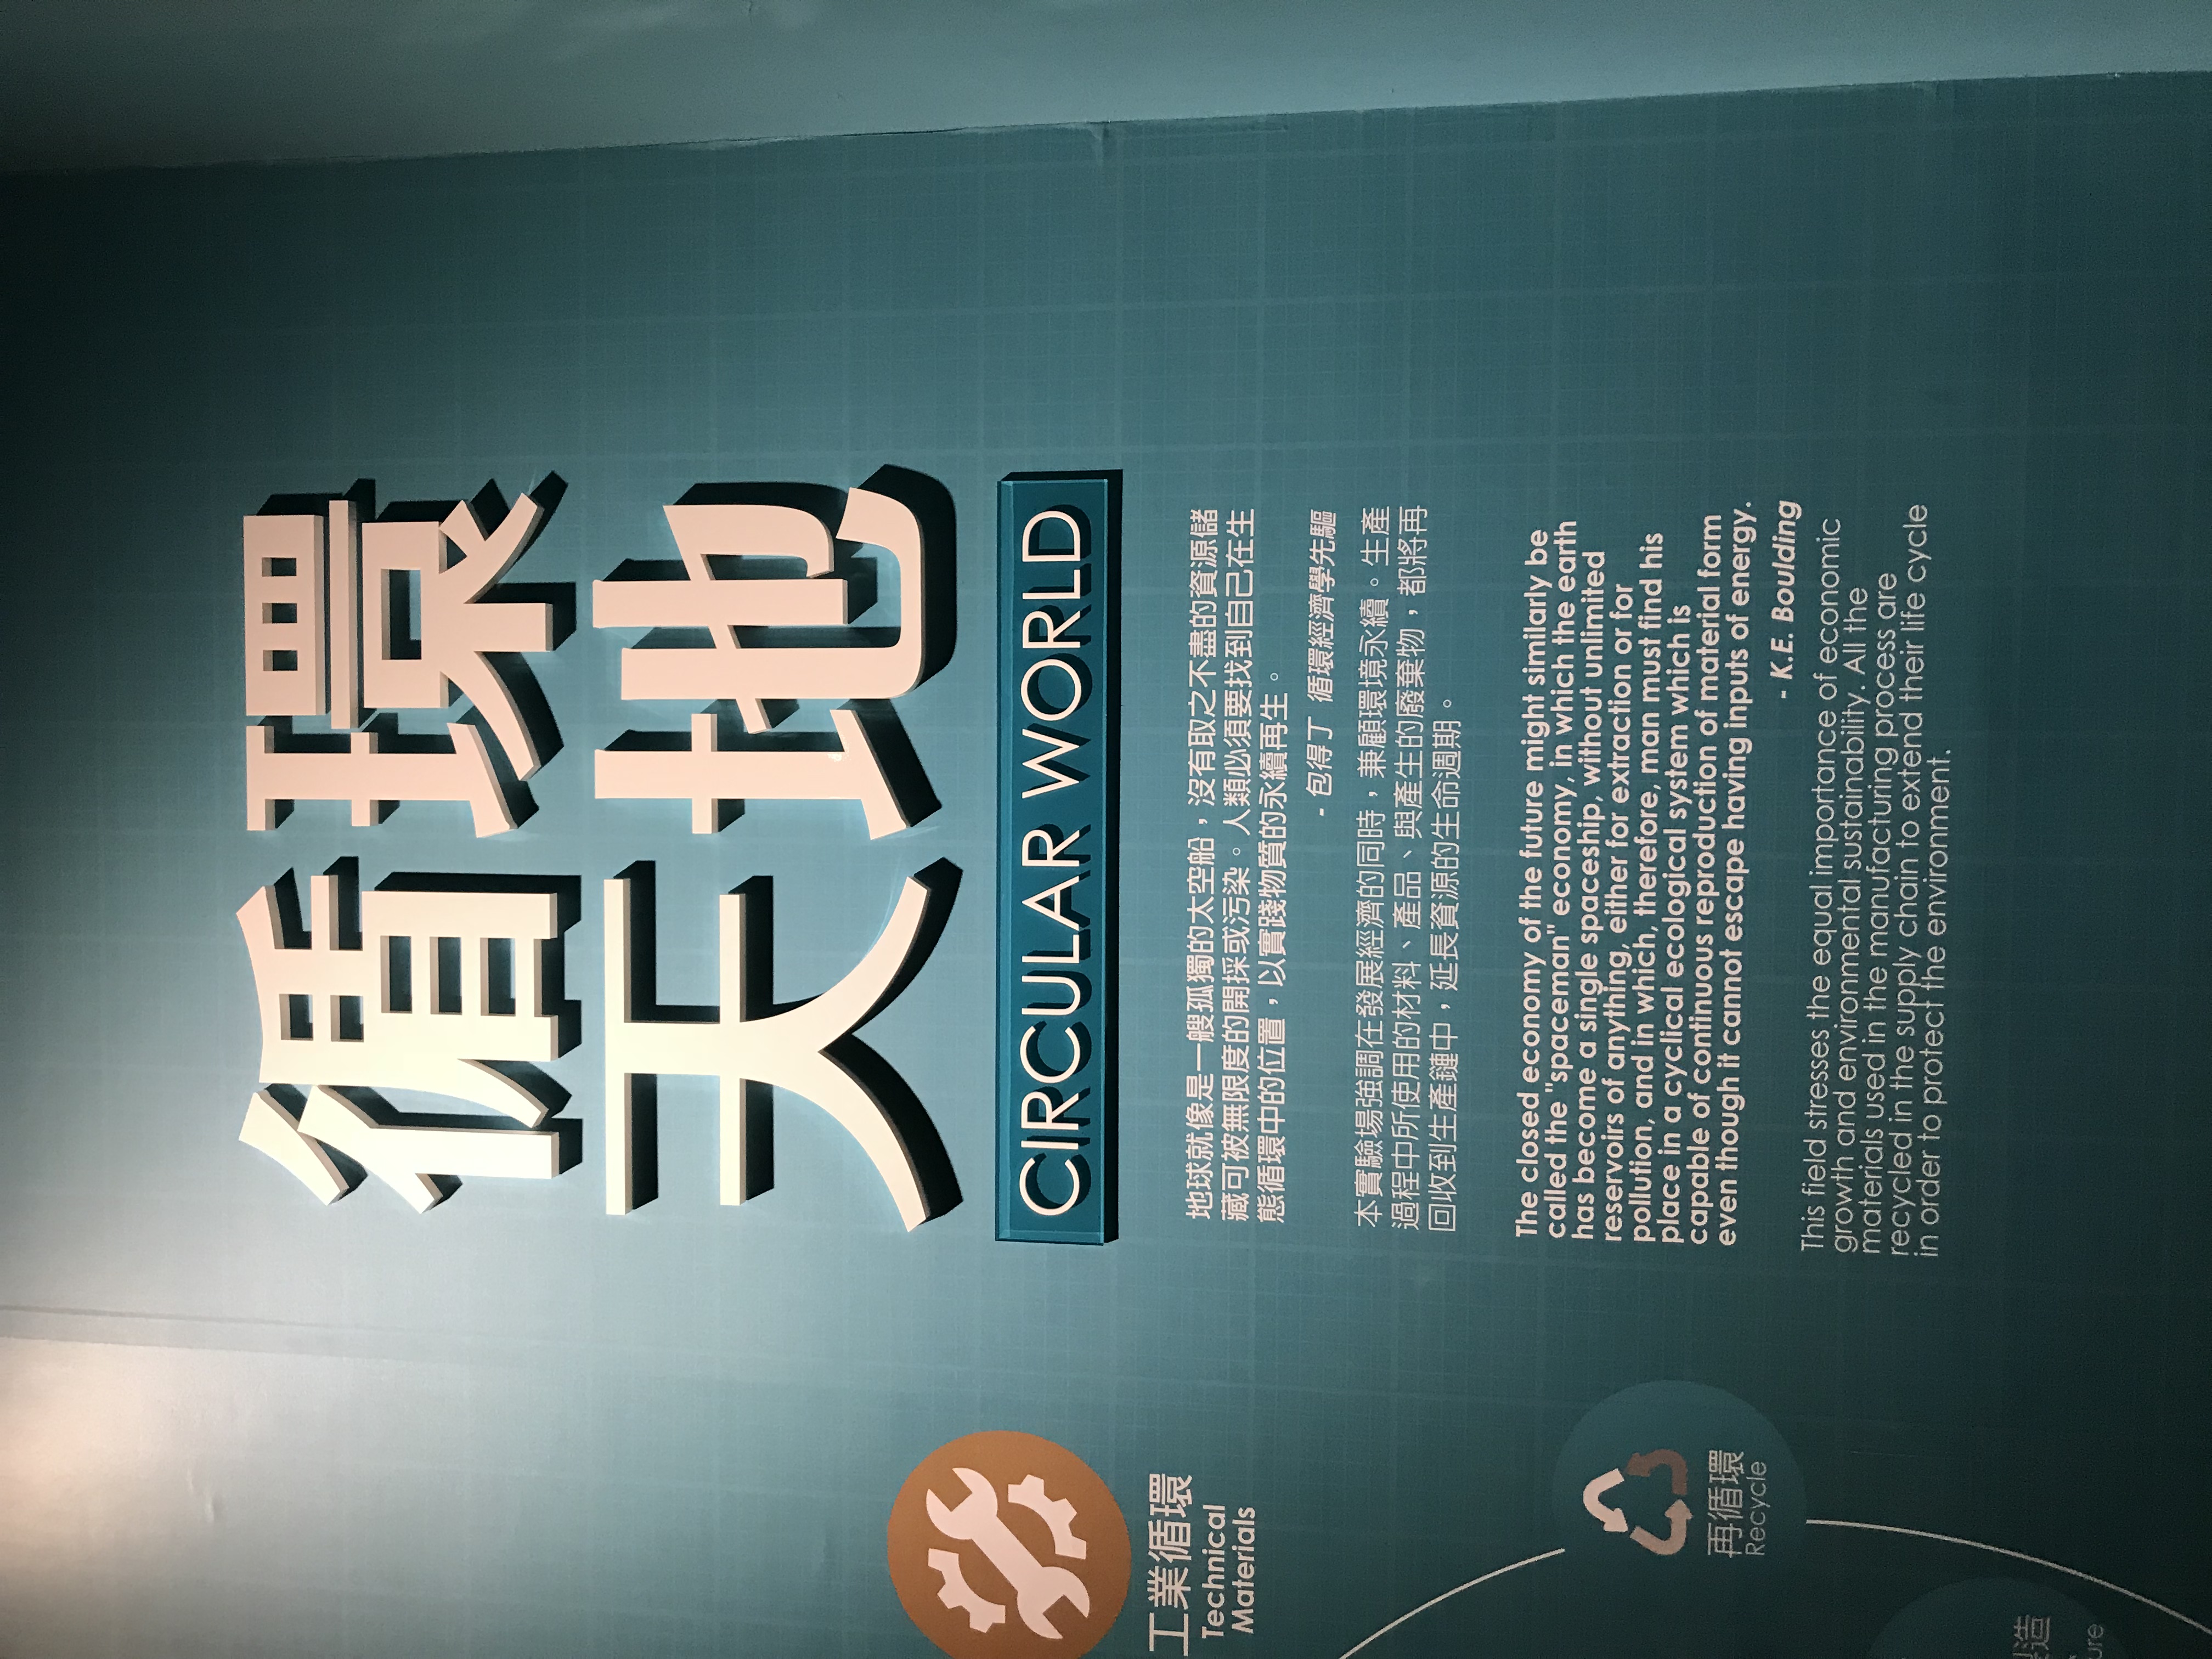 循環
天地
CIRCULAR WORLD
工業循環
Technical
Materials
地球就像是一艘孤獨的太空船，沒有取之不盡的資源儲
藏可被無限度的開採或污染。人類必須要找到自己在生
態循環中的位置，以實踐物質的永續再生。
- 包得丁 循環經濟學先驅
本實驗場強調在發展經濟的同時，兼顧環境永續。生產
過程中所使用的材料、產品、與產生的廢棄物，都將再
回收到生產鏈中，延長資源的生命週期。
The closed economy of the future might similarly be
called the "spaceman" economy, in which the earth
has become a single spaceship, without unlimited
reservoirs of anything, either for extraction or for
pollution, and in which, therefore, man must find his
place in a cyclical ecological system which is
capable of continuous reproduction of material form
even though it cannot escape having inputs of energy.
- K.E. Boulding
This field stresses the equal importance of economic
growth and environmental sustainability. All the
materials used in the manufacturing process are
recycled in the supply chain to extend their life cycle
in order to protect the environment.
再循環
Recycle
造
ure